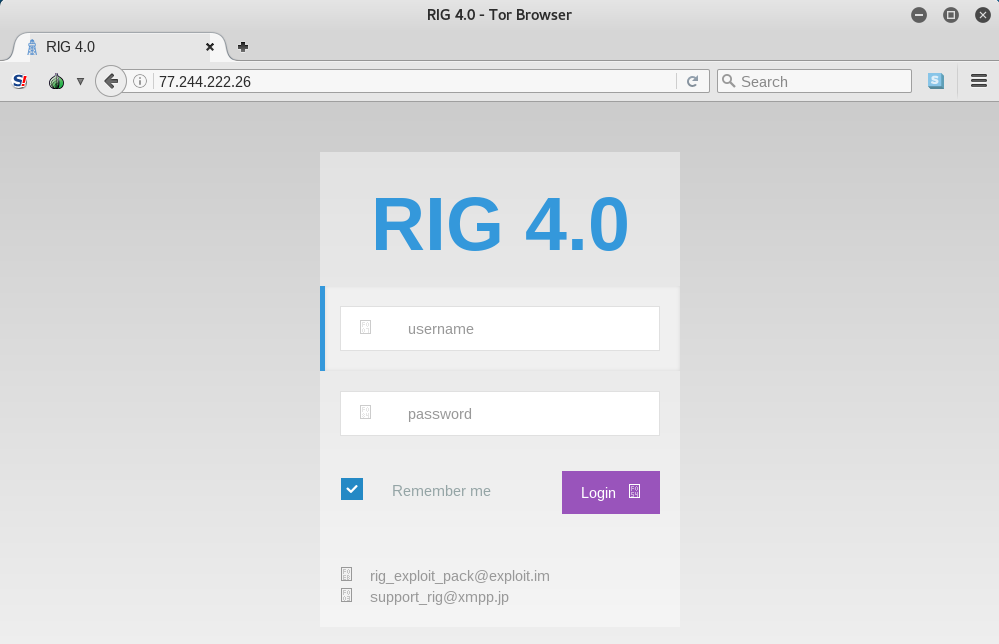 RIG 4.0 - Tor Browser
RIG 4.0
77.244.222.26
Search
RIG 4.0
username
password
Remember me
Login
rig_exploit_pack@exploit.im
support_rig@xmpp.jp